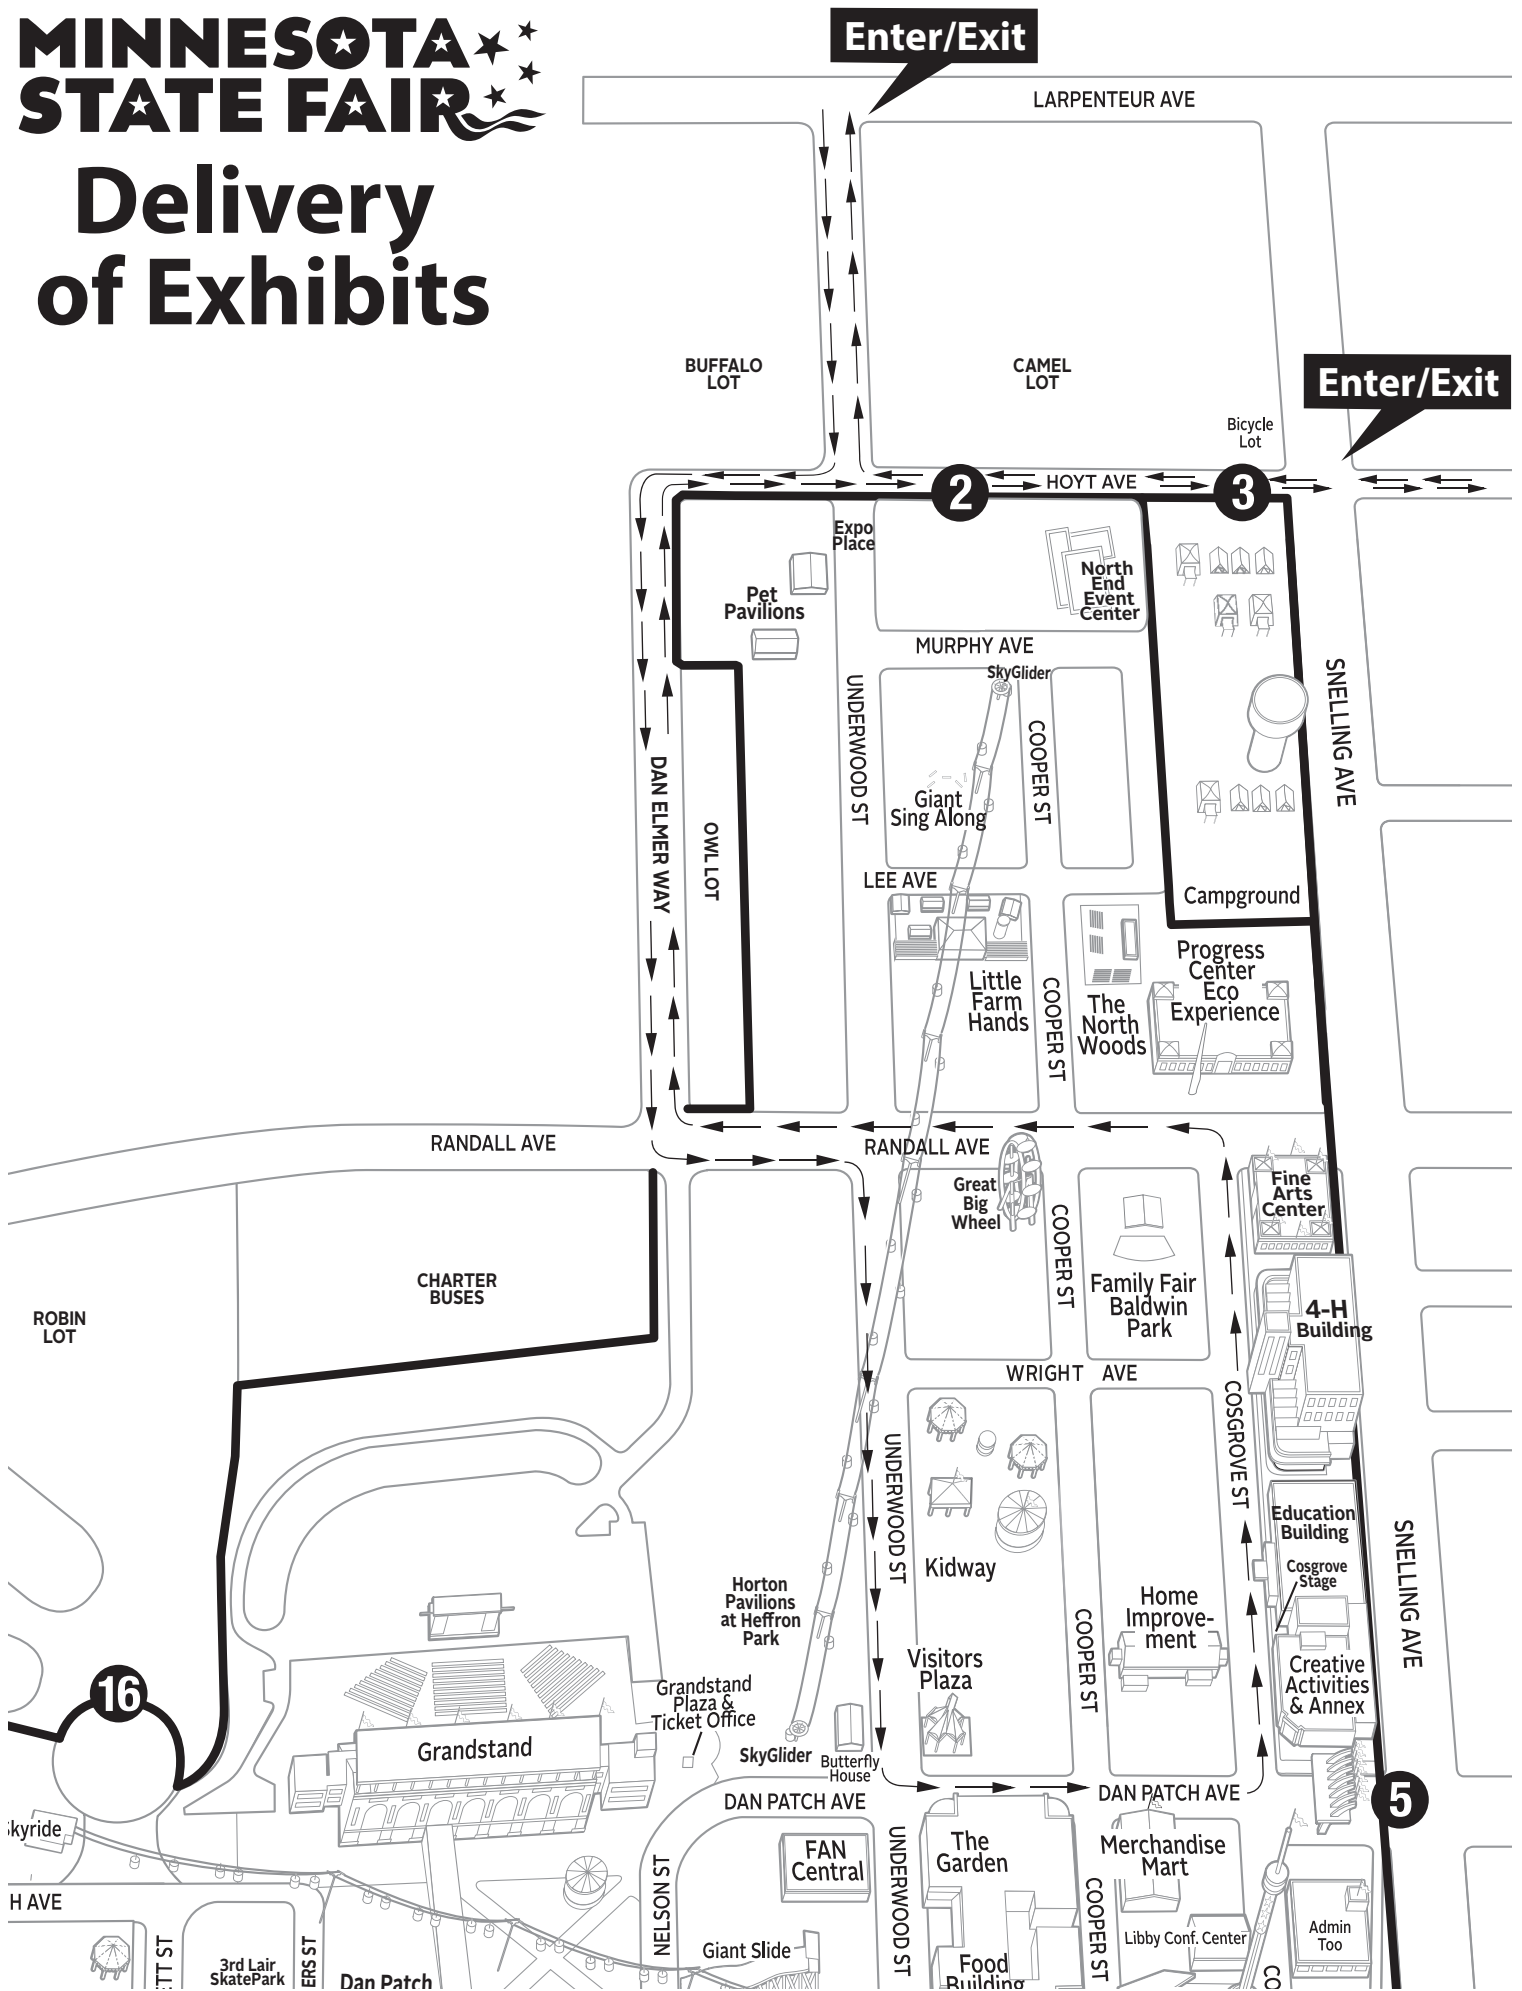 MINNESOTA
STATE FAIR
Delivery
of Exhibits
Enter/Exit
LARPENTEUR AVE
BUFFALO
LOT
CAMEL
LOT
Enter/Exit
Bicycle
Lot
HOYT AVE
2
3
Expo
Place
North
End
Event
Center
Pet
Pavilions
MURPHY AVE
SkyGlider
UNDERWOOD ST
COOPER ST
SNELLING AVE
DAN ELMER WAY
OWL LOT
Giant
Sing Along
LEE AVE
Campground
Progress
Center
Eco
Experience
Little
Farm
Hands
COOPER ST
The
North
Woods
RANDALL AVE
RANDALL AVE
Great
Big
Wheel
COOPER ST
Fine
Arts
Center
Family Fair
Baldwin
Park
CHARTER
BUSES
ROBIN
LOT
4-H
Building
WRIGHT AVE
COSGROVE ST
UNDERWOOD ST
Education
Building
Cosgrove
Stage
SNELLING AVE
Kidway
Horton
Pavilions
at Heffron
Park
Home
Improve-
ment
COOPER ST
Visitors
Plaza
Creative
Activities
& Annex
16
Grandstand
Plaza &
Ticket Office
Grandstand
SkyGlider
Butterfly
House
DAN PATCH AVE
DAN PATCH AVE
5
kyride
FAN
Central
UNDERWOOD ST
The
Garden
Merchandise
Mart
H AVE
NELSON ST
COOPER ST
Admin
Too
Libby Conf. Center
Giant Slide
ETT ST
3rd Lair
SkatePark
ERS ST
Dan Patch
Food
Building
CO